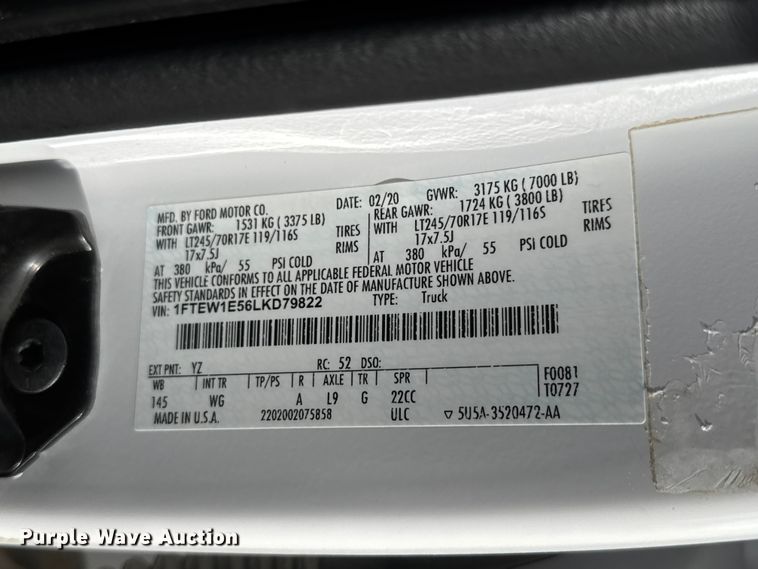 MFD. BY FORD MOTOR CO.
DATE: 02/20 GVWR: 3175 KG ( 7000 LB)
FRONT GAWR: 1531 KG ( 3375 LB)
REAR GAWR: 1724 KG ( 3800 LB)
WITH LT245/70R17E 119/116S TIRES
WITH LT245/70R17E 119/116S TIRES
17x7.5J RIMS
17x7.5J RIMS
AT 380 kPa/ 55 PSI COLD
AT 380 kPa/ 55 PSI COLD
THIS VEHICLE CONFORMS TO ALL APPLICABLE FEDERAL MOTOR VEHICLE
SAFETY STANDARDS IN EFFECT ON THE DATE OF MANUFACTURE SHOWN ABOVE.
VIN: 1FTEW1E56LKD79822 TYPE: Truck
EXT PNT: YZ RC: 52 DSO: F0081
WB INT TR TP/PS R AXLE TR SPR T0727
145 WG A L9 G 22CC
MADE IN U.S.A. 2202002075858 ULC ▽ 5U5A-3520472-AA
Purple Wave Auction